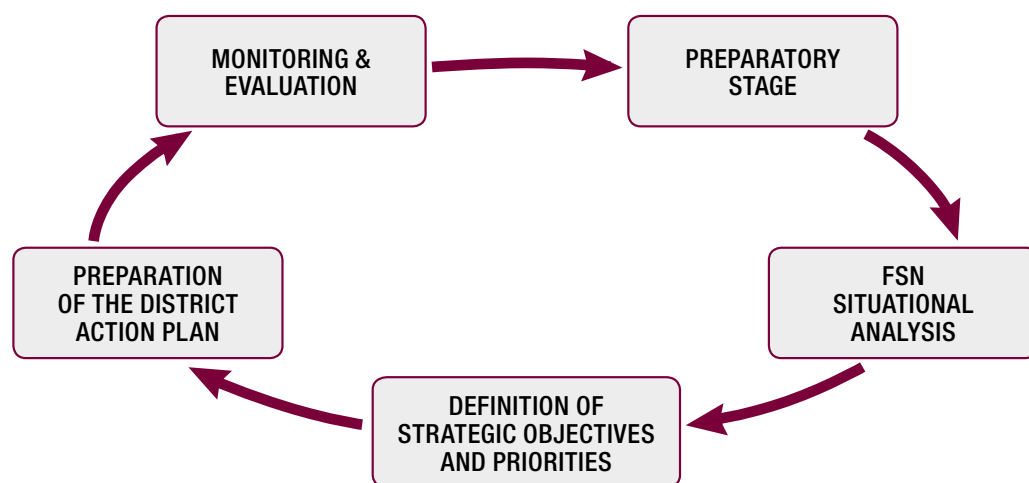 MONITORING &
EVALUATION
PREPARATORY
STAGE
PREPARATION
OF THE DISTRICT
ACTION PLAN
FSN
SITUATIONAL
ANALYSIS
DEFINITION OF
STRATEGIC OBJECTIVES
AND PRIORITIES